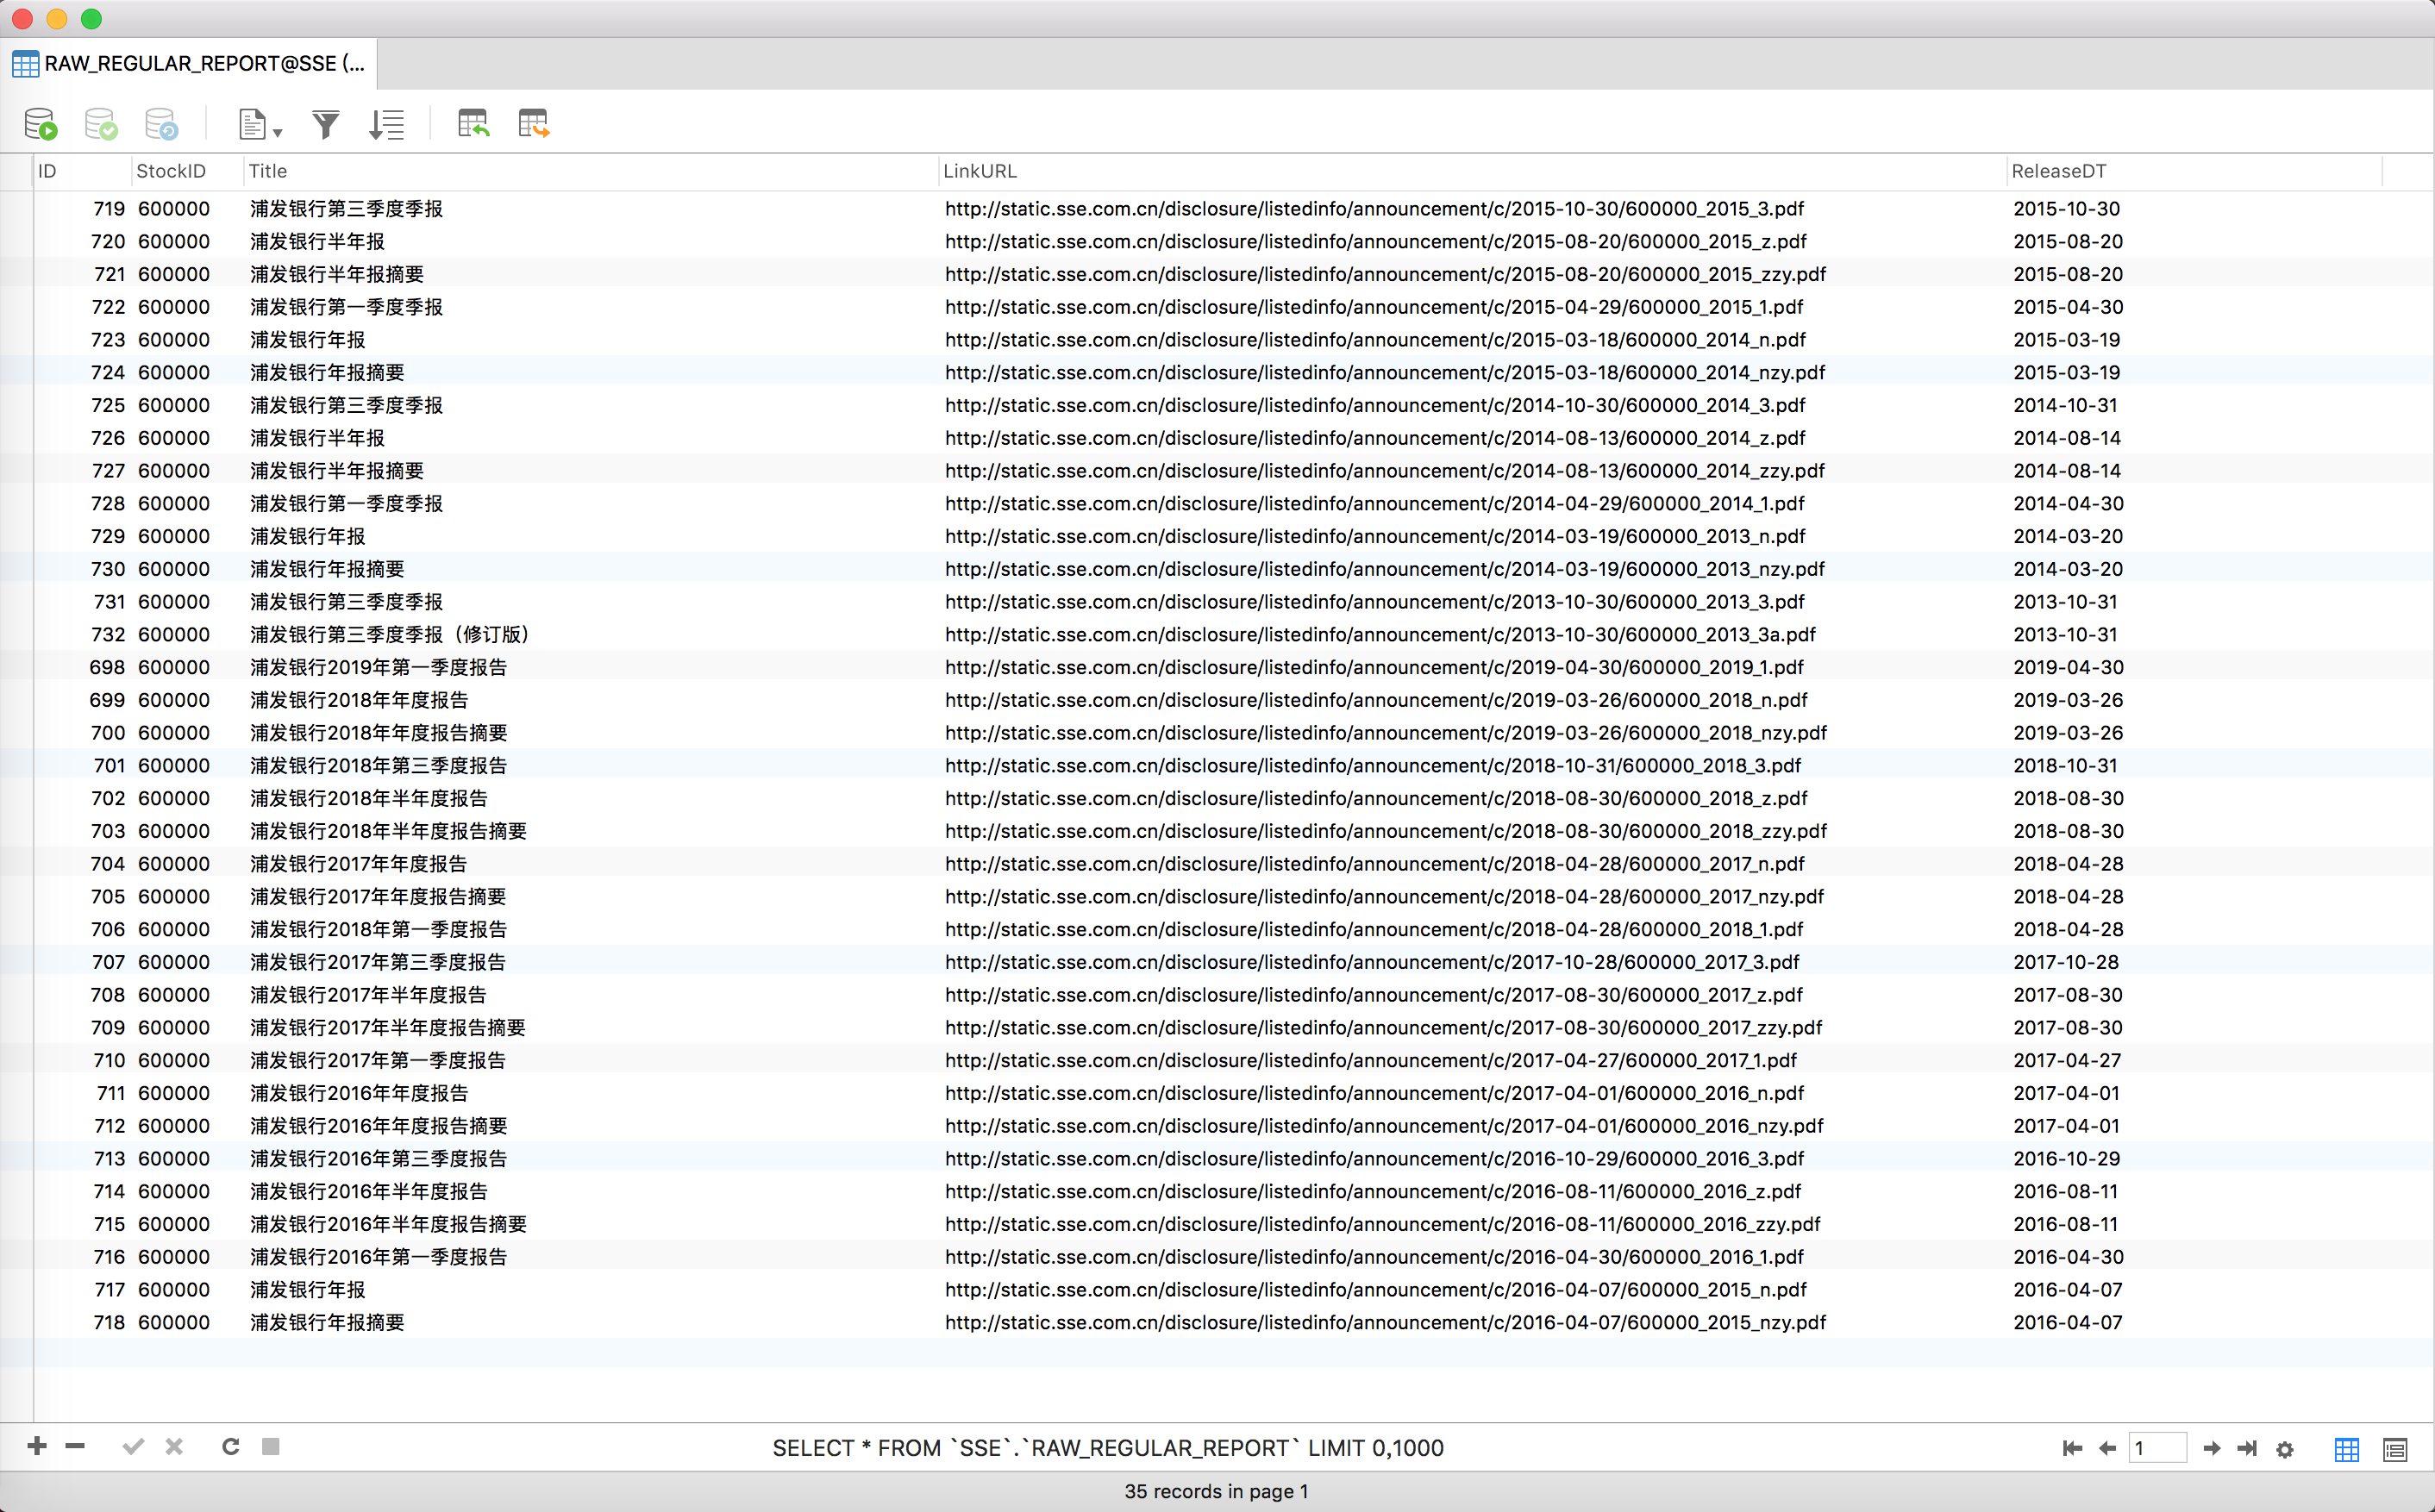 RAW_REGULAR_REPORT@SSE (...
ID StockID Title LinkURL ReleaseDT
719 600000 浦发银行第三季度季报 http://static.sse.com.cn/disclosure/listedinfo/announcement/c/2015-10-30/600000_2015_3.pdf 2015-10-30
720 600000 浦发银行半年报 http://static.sse.com.cn/disclosure/listedinfo/announcement/c/2015-08-20/600000_2015_z.pdf 2015-08-20
721 600000 浦发银行半年报摘要 http://static.sse.com.cn/disclosure/listedinfo/announcement/c/2015-08-20/600000_2015_zzy.pdf 2015-08-20
722 600000 浦发银行第一季度季报 http://static.sse.com.cn/disclosure/listedinfo/announcement/c/2015-04-29/600000_2015_1.pdf 2015-04-30
723 600000 浦发银行年报 http://static.sse.com.cn/disclosure/listedinfo/announcement/c/2015-03-18/600000_2014_n.pdf 2015-03-19
724 600000 浦发银行年报摘要 http://static.sse.com.cn/disclosure/listedinfo/announcement/c/2015-03-18/600000_2014_nzy.pdf 2015-03-19
725 600000 浦发银行第三季度季报 http://static.sse.com.cn/disclosure/listedinfo/announcement/c/2014-10-30/600000_2014_3.pdf 2014-10-31
726 600000 浦发银行半年报 http://static.sse.com.cn/disclosure/listedinfo/announcement/c/2014-08-13/600000_2014_z.pdf 2014-08-14
727 600000 浦发银行半年报摘要 http://static.sse.com.cn/disclosure/listedinfo/announcement/c/2014-08-13/600000_2014_zzy.pdf 2014-08-14
728 600000 浦发银行第一季度季报 http://static.sse.com.cn/disclosure/listedinfo/announcement/c/2014-04-29/600000_2014_1.pdf 2014-04-30
729 600000 浦发银行年报 http://static.sse.com.cn/disclosure/listedinfo/announcement/c/2014-03-19/600000_2013_n.pdf 2014-03-20
730 600000 浦发银行年报摘要 http://static.sse.com.cn/disclosure/listedinfo/announcement/c/2014-03-19/600000_2013_nzy.pdf 2014-03-20
731 600000 浦发银行第三季度季报 http://static.sse.com.cn/disclosure/listedinfo/announcement/c/2013-10-30/600000_2013_3.pdf 2013-10-31
732 600000 浦发银行第三季度季报（修订版） http://static.sse.com.cn/disclosure/listedinfo/announcement/c/2013-10-30/600000_2013_3a.pdf 2013-10-31
698 600000 浦发银行2019年第一季度报告 http://static.sse.com.cn/disclosure/listedinfo/announcement/c/2019-04-30/600000_2019_1.pdf 2019-04-30
699 600000 浦发银行2018年年度报告 http://static.sse.com.cn/disclosure/listedinfo/announcement/c/2019-03-26/600000_2018_n.pdf 2019-03-26
700 600000 浦发银行2018年年度报告摘要 http://static.sse.com.cn/disclosure/listedinfo/announcement/c/2019-03-26/600000_2018_nzy.pdf 2019-03-26
701 600000 浦发银行2018年第三季度报告 http://static.sse.com.cn/disclosure/listedinfo/announcement/c/2018-10-31/600000_2018_3.pdf 2018-10-31
702 600000 浦发银行2018年半年度报告 http://static.sse.com.cn/disclosure/listedinfo/announcement/c/2018-08-30/600000_2018_z.pdf 2018-08-30
703 600000 浦发银行2018年半年度报告摘要 http://static.sse.com.cn/disclosure/listedinfo/announcement/c/2018-08-30/600000_2018_zzy.pdf 2018-08-30
704 600000 浦发银行2017年年度报告 http://static.sse.com.cn/disclosure/listedinfo/announcement/c/2018-04-28/600000_2017_n.pdf 2018-04-28
705 600000 浦发银行2017年年度报告摘要 http://static.sse.com.cn/disclosure/listedinfo/announcement/c/2018-04-28/600000_2017_nzy.pdf 2018-04-28
706 600000 浦发银行2018年第一季度报告 http://static.sse.com.cn/disclosure/listedinfo/announcement/c/2018-04-28/600000_2018_1.pdf 2018-04-28
707 600000 浦发银行2017年第三季度报告 http://static.sse.com.cn/disclosure/listedinfo/announcement/c/2017-10-28/600000_2017_3.pdf 2017-10-28
708 600000 浦发银行2017年半年度报告 http://static.sse.com.cn/disclosure/listedinfo/announcement/c/2017-08-30/600000_2017_z.pdf 2017-08-30
709 600000 浦发银行2017年半年度报告摘要 http://static.sse.com.cn/disclosure/listedinfo/announcement/c/2017-08-30/600000_2017_zzy.pdf 2017-08-30
710 600000 浦发银行2017年第一季度报告 http://static.sse.com.cn/disclosure/listedinfo/announcement/c/2017-04-27/600000_2017_1.pdf 2017-04-27
711 600000 浦发银行2016年年度报告 http://static.sse.com.cn/disclosure/listedinfo/announcement/c/2017-04-01/600000_2016_n.pdf 2017-04-01
712 600000 浦发银行2016年年度报告摘要 http://static.sse.com.cn/disclosure/listedinfo/announcement/c/2017-04-01/600000_2016_nzy.pdf 2017-04-01
713 600000 浦发银行2016年第三季度报告 http://static.sse.com.cn/disclosure/listedinfo/announcement/c/2016-10-29/600000_2016_3.pdf 2016-10-29
714 600000 浦发银行2016年半年度报告 http://static.sse.com.cn/disclosure/listedinfo/announcement/c/2016-08-11/600000_2016_z.pdf 2016-08-11
715 600000 浦发银行2016年半年度报告摘要 http://static.sse.com.cn/disclosure/listedinfo/announcement/c/2016-08-11/600000_2016_zzy.pdf 2016-08-11
716 600000 浦发银行2016年第一季度报告 http://static.sse.com.cn/disclosure/listedinfo/announcement/c/2016-04-30/600000_2016_1.pdf 2016-04-30
717 600000 浦发银行年报 http://static.sse.com.cn/disclosure/listedinfo/announcement/c/2016-04-07/600000_2015_n.pdf 2016-04-07
718 600000 浦发银行年报摘要 http://static.sse.com.cn/disclosure/listedinfo/announcement/c/2016-04-07/600000_2015_nzy.pdf 2016-04-07
SELECT * FROM `SSE`.`RAW_REGULAR_REPORT` LIMIT 0,1000 1
35 records in page 1